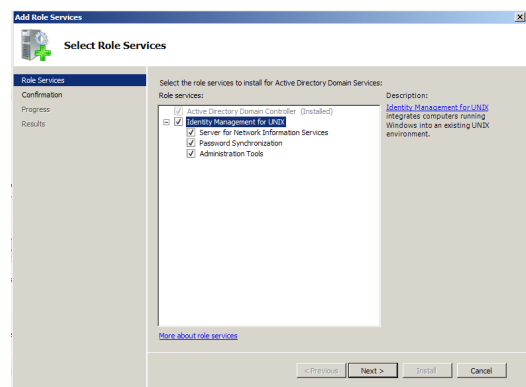 Add Role Services
Select Role Services
Role Services
Confirmation
Progress
Results
Select the role services to install for Active Directory Domain Services:
Role services:
Active Directory Domain Controller (Installed)
Identity Management for UNIX
Server for Network Information Services
Password Synchronization
Administration Tools
More about role services
Description:
Identity Management for UNIX
integrates computers running
Windows into an existing UNIX
environment.
< Previous
Next >
Install
Cancel